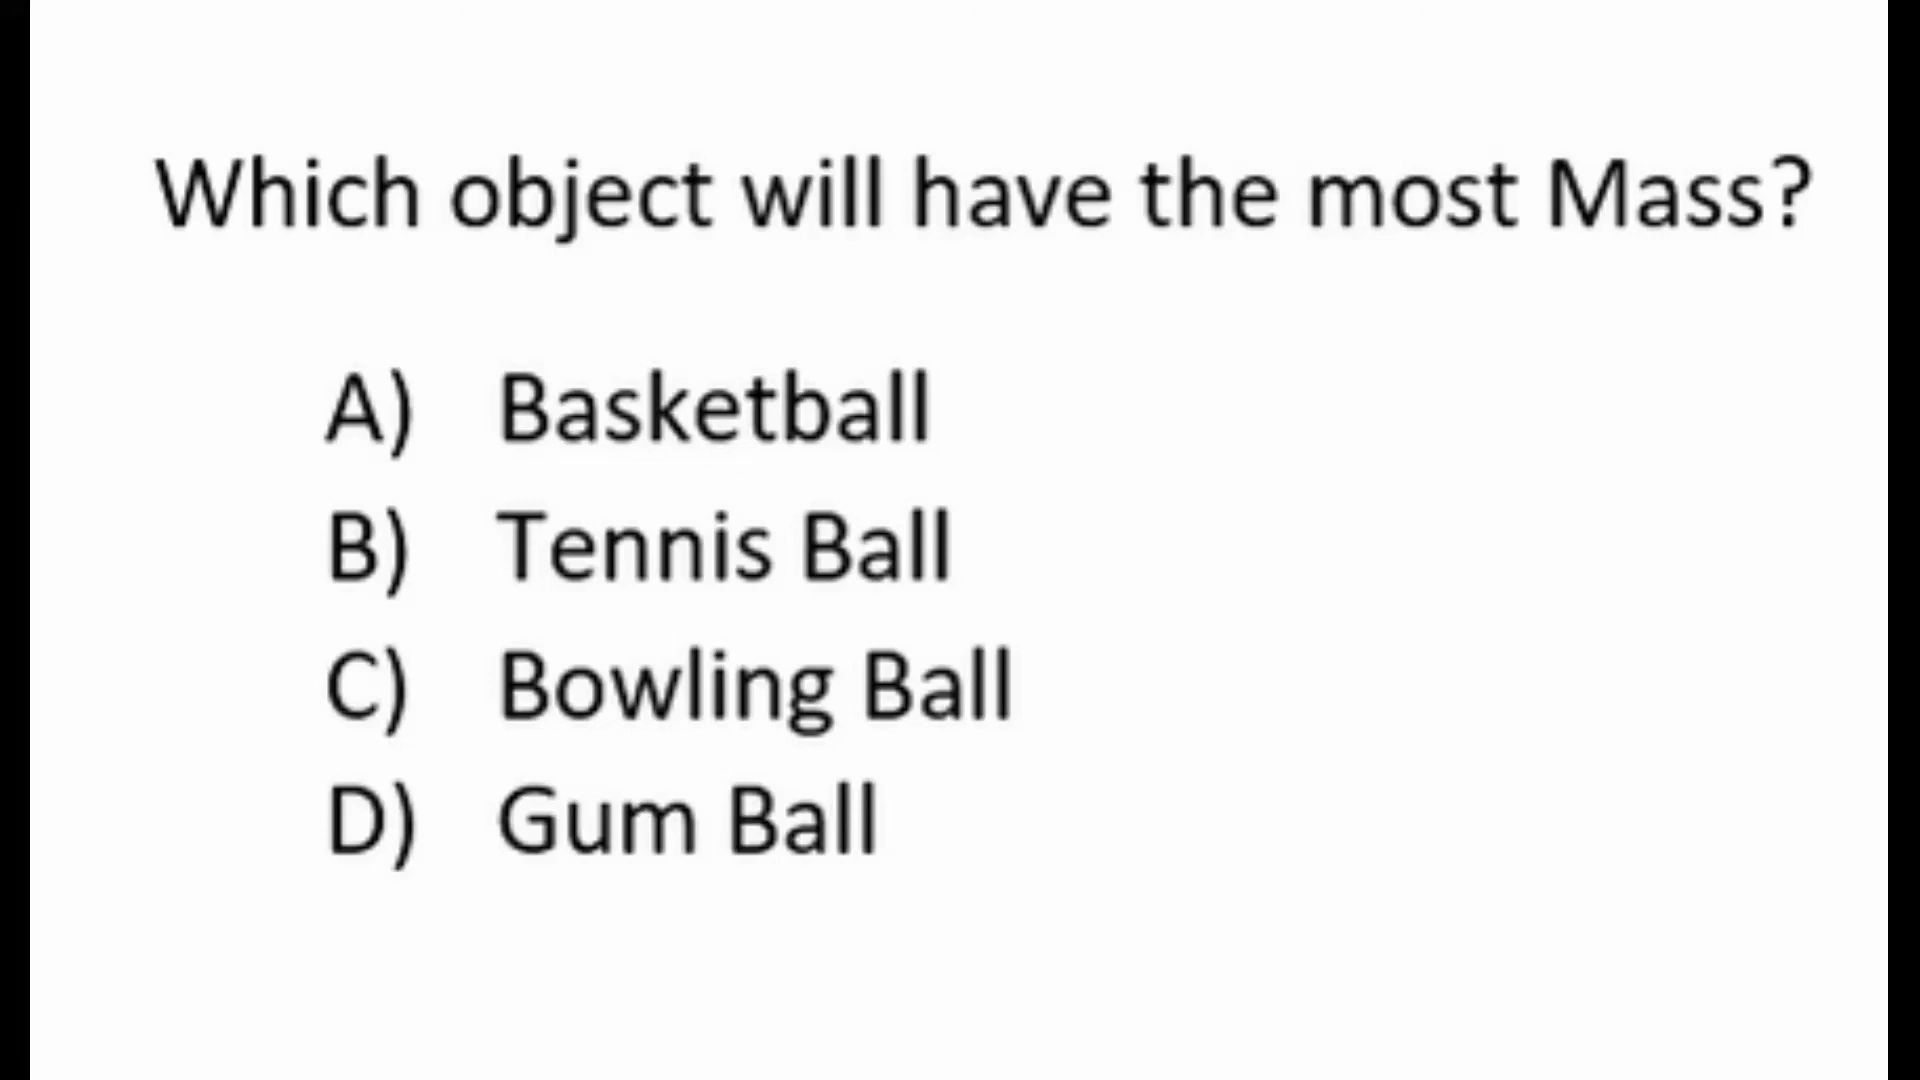 Which object will have the most Mass?
A) Basketball
B) Tennis Ball
C) Bowling Ball
D) Gum Ball